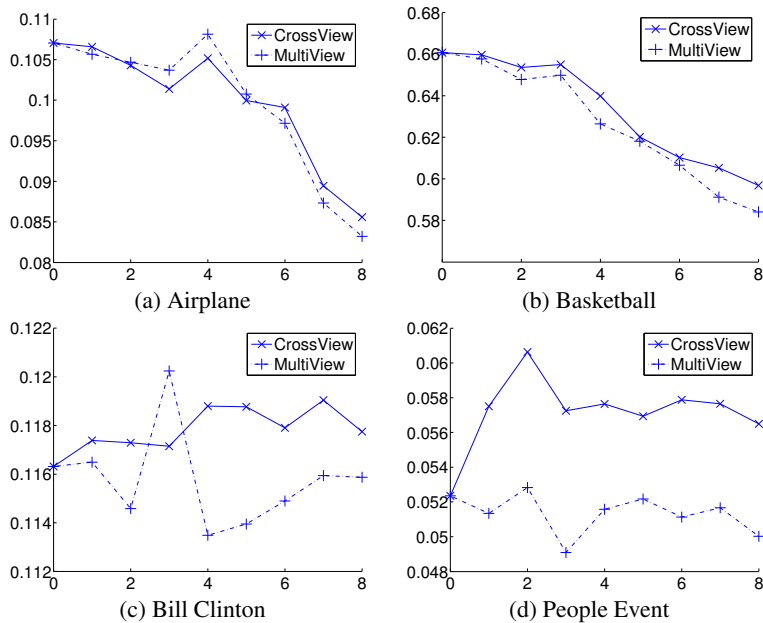 0.11
0.105
0.1
0.095
0.09
0.085
0.08
0 2 4 6 8
CrossView
MultiView
(a) Airplane
0.68
0.66
0.64
0.62
0.6
0.58
0 2 4 6 8
CrossView
MultiView
(b) Basketball
0.122
0.12
0.118
0.116
0.114
0.112
0 2 4 6 8
CrossView
MultiView
(c) Bill Clinton
0.062
0.06
0.058
0.056
0.054
0.052
0.05
0.048
0 2 4 6 8
CrossView
MultiView
(d) People Event